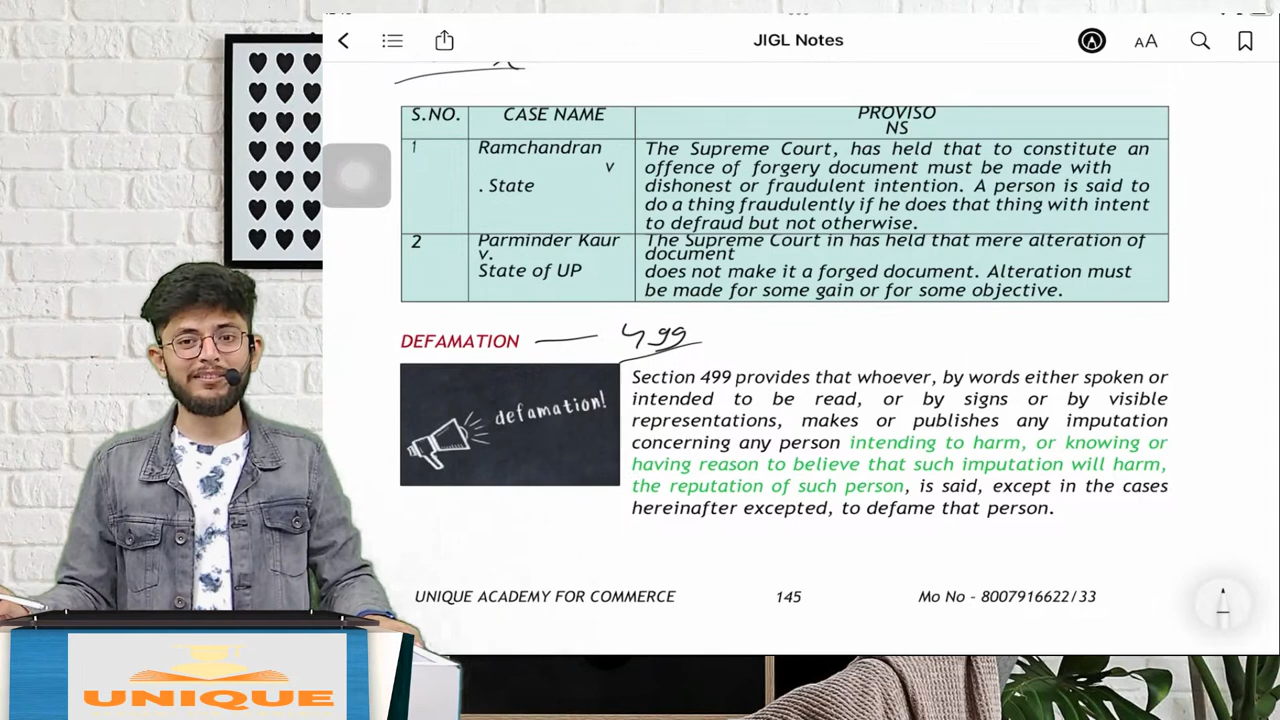 JIGL Notes
AA
S.NO. CASE NAME PROVISO
NS
1 Ramchandran The Supreme Court, has held that to constitute an
v offence of forgery document must be made with
. State dishonest or fraudulent intention. A person is said to
do a thing fraudulently if he does that thing with intent
to defraud but not otherwise.
2 Parminder Kaur The Supreme Court in has held that mere alteration of
v. document
State of UP does not make it a forged document. Alteration must
be made for some gain or for some objective.
DEFAMATION — 499
defamation!
Section 499 provides that whoever, by words either spoken or
intended to be read, or by signs or by visible
representations, makes or publishes any imputation
concerning any person intending to harm, or knowing or
having reason to believe that such imputation will harm,
the reputation of such person, is said, except in the cases
hereinafter excepted, to defame that person.
UNIQUE ACADEMY FOR COMMERCE 145 Mo No - 8007916622/33
UNIQUE